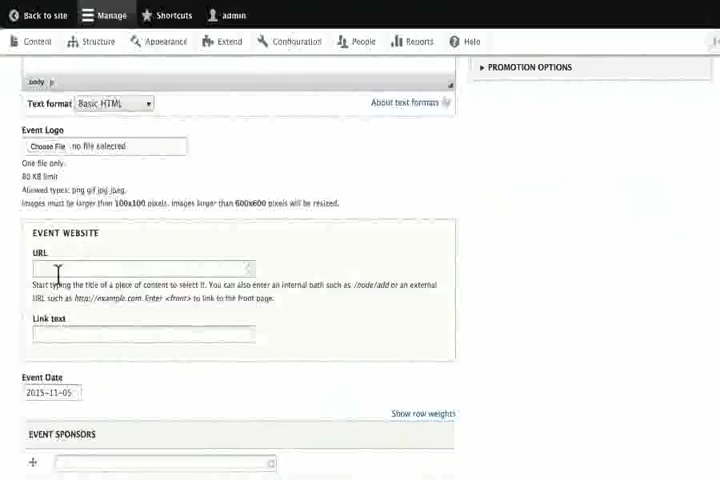 Back to site Manage Shortcuts admin
Content Structure Appearance Extend Configuration People Reports Help
body p
PROMOTION OPTIONS
Text format Basic HTML About text formats
Event Logo
Choose File no file selected
One file only.
80 KB limit.
Allowed types: png gif jpg jpeg.
Images must be larger than 100x100 pixels. Images larger than 600x600 pixels will be resized.
EVENT WEBSITE
URL
Start typing the title of a piece of content to select it. You can also enter an internal path such as /node/add or an external
URL such as http://example.com. Enter <front> to link to the front page.
Link text
Event Date
2015-11-05
Show row weights
EVENT SPONSORS